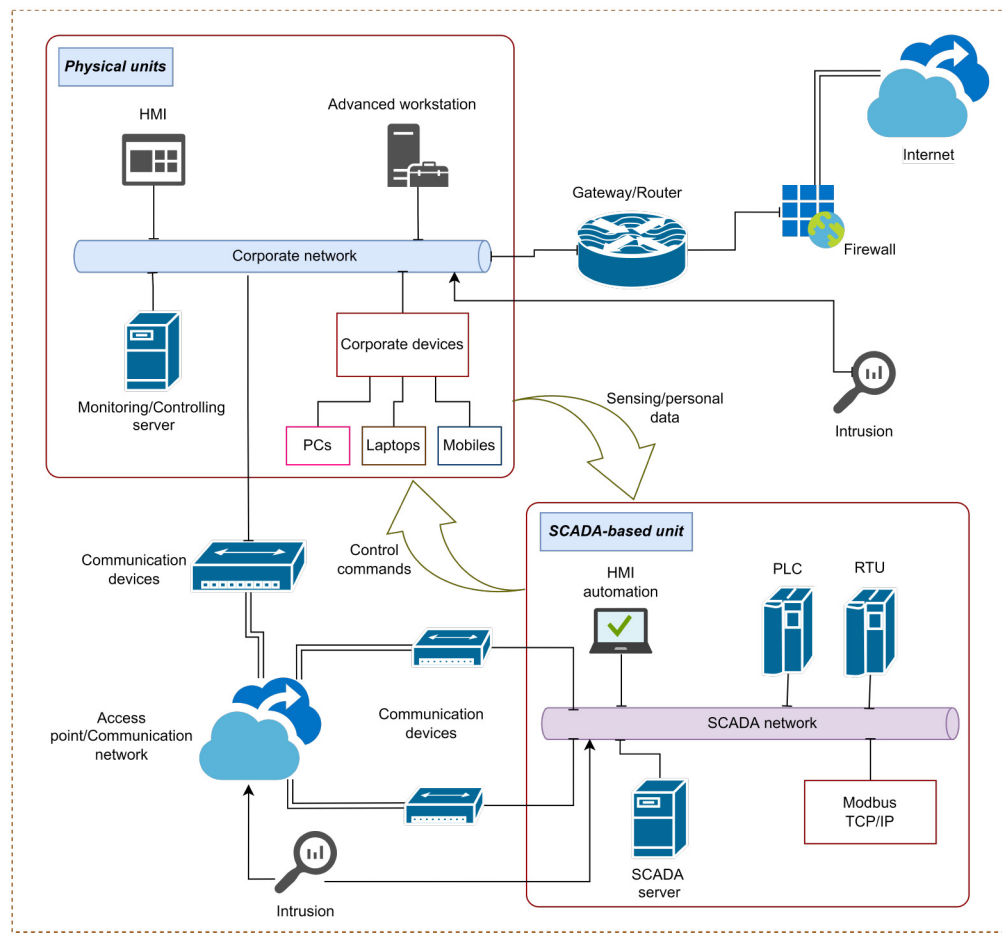 Physical units
HMI
Advanced workstation
Internet
Gateway/Router
Firewall
Corporate network
Corporate devices
Monitoring/Controlling
server
PCs
Laptops
Mobiles
Sensing/personal
data
Intrusion
SCADA-based unit
Communication
devices
Control
commands
HMI
automation
PLC
RTU
Access
point/Communication
network
Communication
devices
SCADA network
Modbus
TCP/IP
SCADA
server
Intrusion